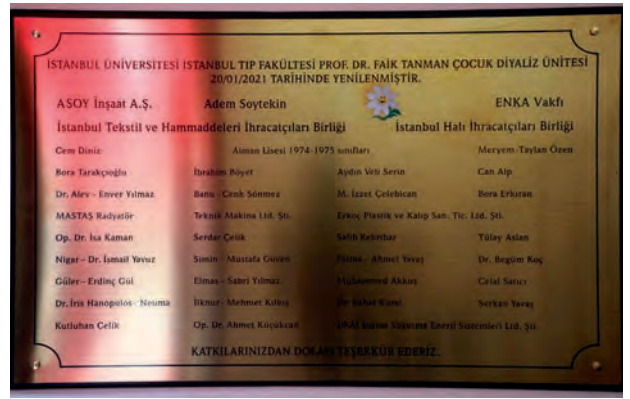 İSTANBUL ÜNİVERSİTESİ İSTANBUL TIP FAKÜLTESİ PROF. DR. FAİK TANMAN ÇOCUK DİYALİZ ÜNİTESİ
20/01/2021 TARİHİNDE YENİLENMİŞTİR.
ASOY İnşaat A.Ş. Adem Soytekin ENKA Vakfı
İstanbul Tekstil ve Hammaddeleri İhracatçıları Birliği İstanbul Halı İhracatçıları Birliği
Cem Diniz Alman Lisesi 1974-1975 sınıfları Meryem-Taylan Özen
Bora Tarakçıoğlu İbrahim Böyet Aydın Veli Serin Can Alp
Dr. Alev - Enver Yılmaz Banu - Cenk Sönmez M. İzzet Çelebican Bora Erkıran
MASTAŞ Radyatör Teknik Makina Ltd. Şti. Erkoç Plastik ve Kalıp San. Tic. Ltd. Şti.
Op. Dr. İsa Kaman Serdar Çelik Salih Tülay Aslan
Nigar - Dr. İsmail Yavuz Simin - Mustafa Güven Fatma - Ahmet Yavaş Dr. Begüm Koç
Güler - Erdinç Gül Elmas - Sabri Yılmaz Muhammed Akkuş Celal Satıcı
Dr. İris Hanopulos - Neuma İlknur - Mehmet Serkan Yavaş
Kutluhan Çelik Op. Dr. Ahmet Küçükcan Enerji Sistemleri Ltd. Şti.
KATKILARINIZDAN DOLAYI TEŞEKKÜR EDERİZ.